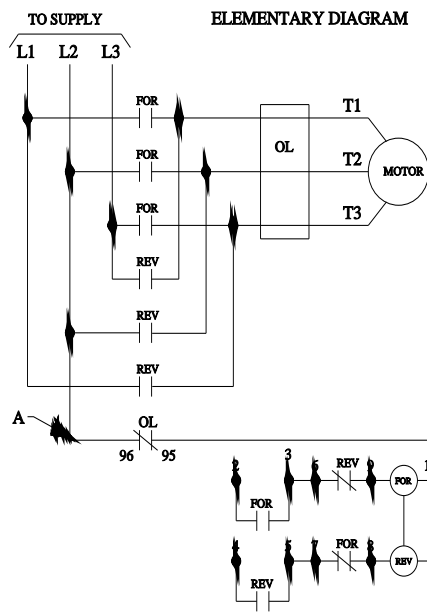 TO SUPPLY
ELEMENTARY DIAGRAM
L1 L2 L3
FOR
T1
OL
FOR
T2
MOTOR
FOR
T3
REV
REV
REV
A
OL
96 95
2 3 6 REV 9 FOR 1
FOR
4 5 7 FOR 8 REV
REV